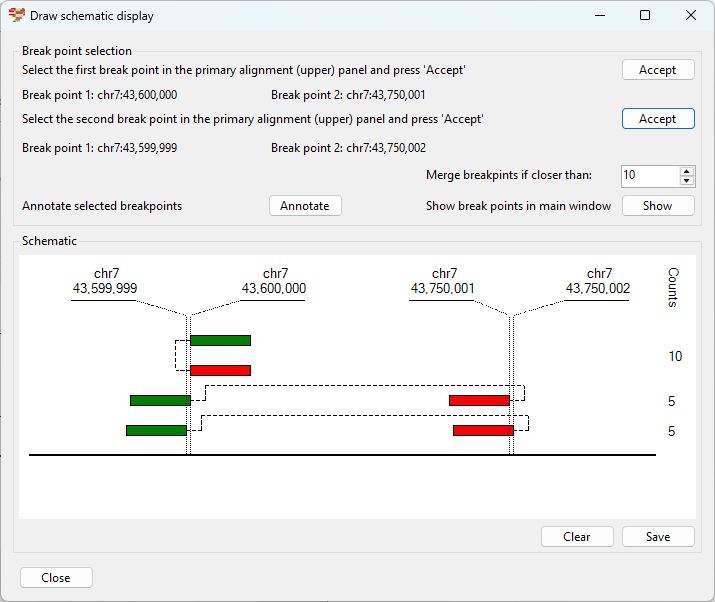 Draw schematic display
Break point selection
Select the first break point in the primary alignment (upper) panel and press 'Accept'
Accept
Break point 1: chr7:43,600,000
Break point 2: chr7:43,750,001
Select the second break point in the primary alignment (upper) panel and press 'Accept'
Accept
Break point 1: chr7:43,599,999
Break point 2: chr7:43,750,002
Merge breakpints if closer than:
10
Annotate selected breakpoints
Annotate
Show break points in main window
Show
Schematic
chr7
43,599,999
chr7
43,600,000
chr7
43,750,001
chr7
43,750,002
Counts
10
5
5
Clear
Save
Close